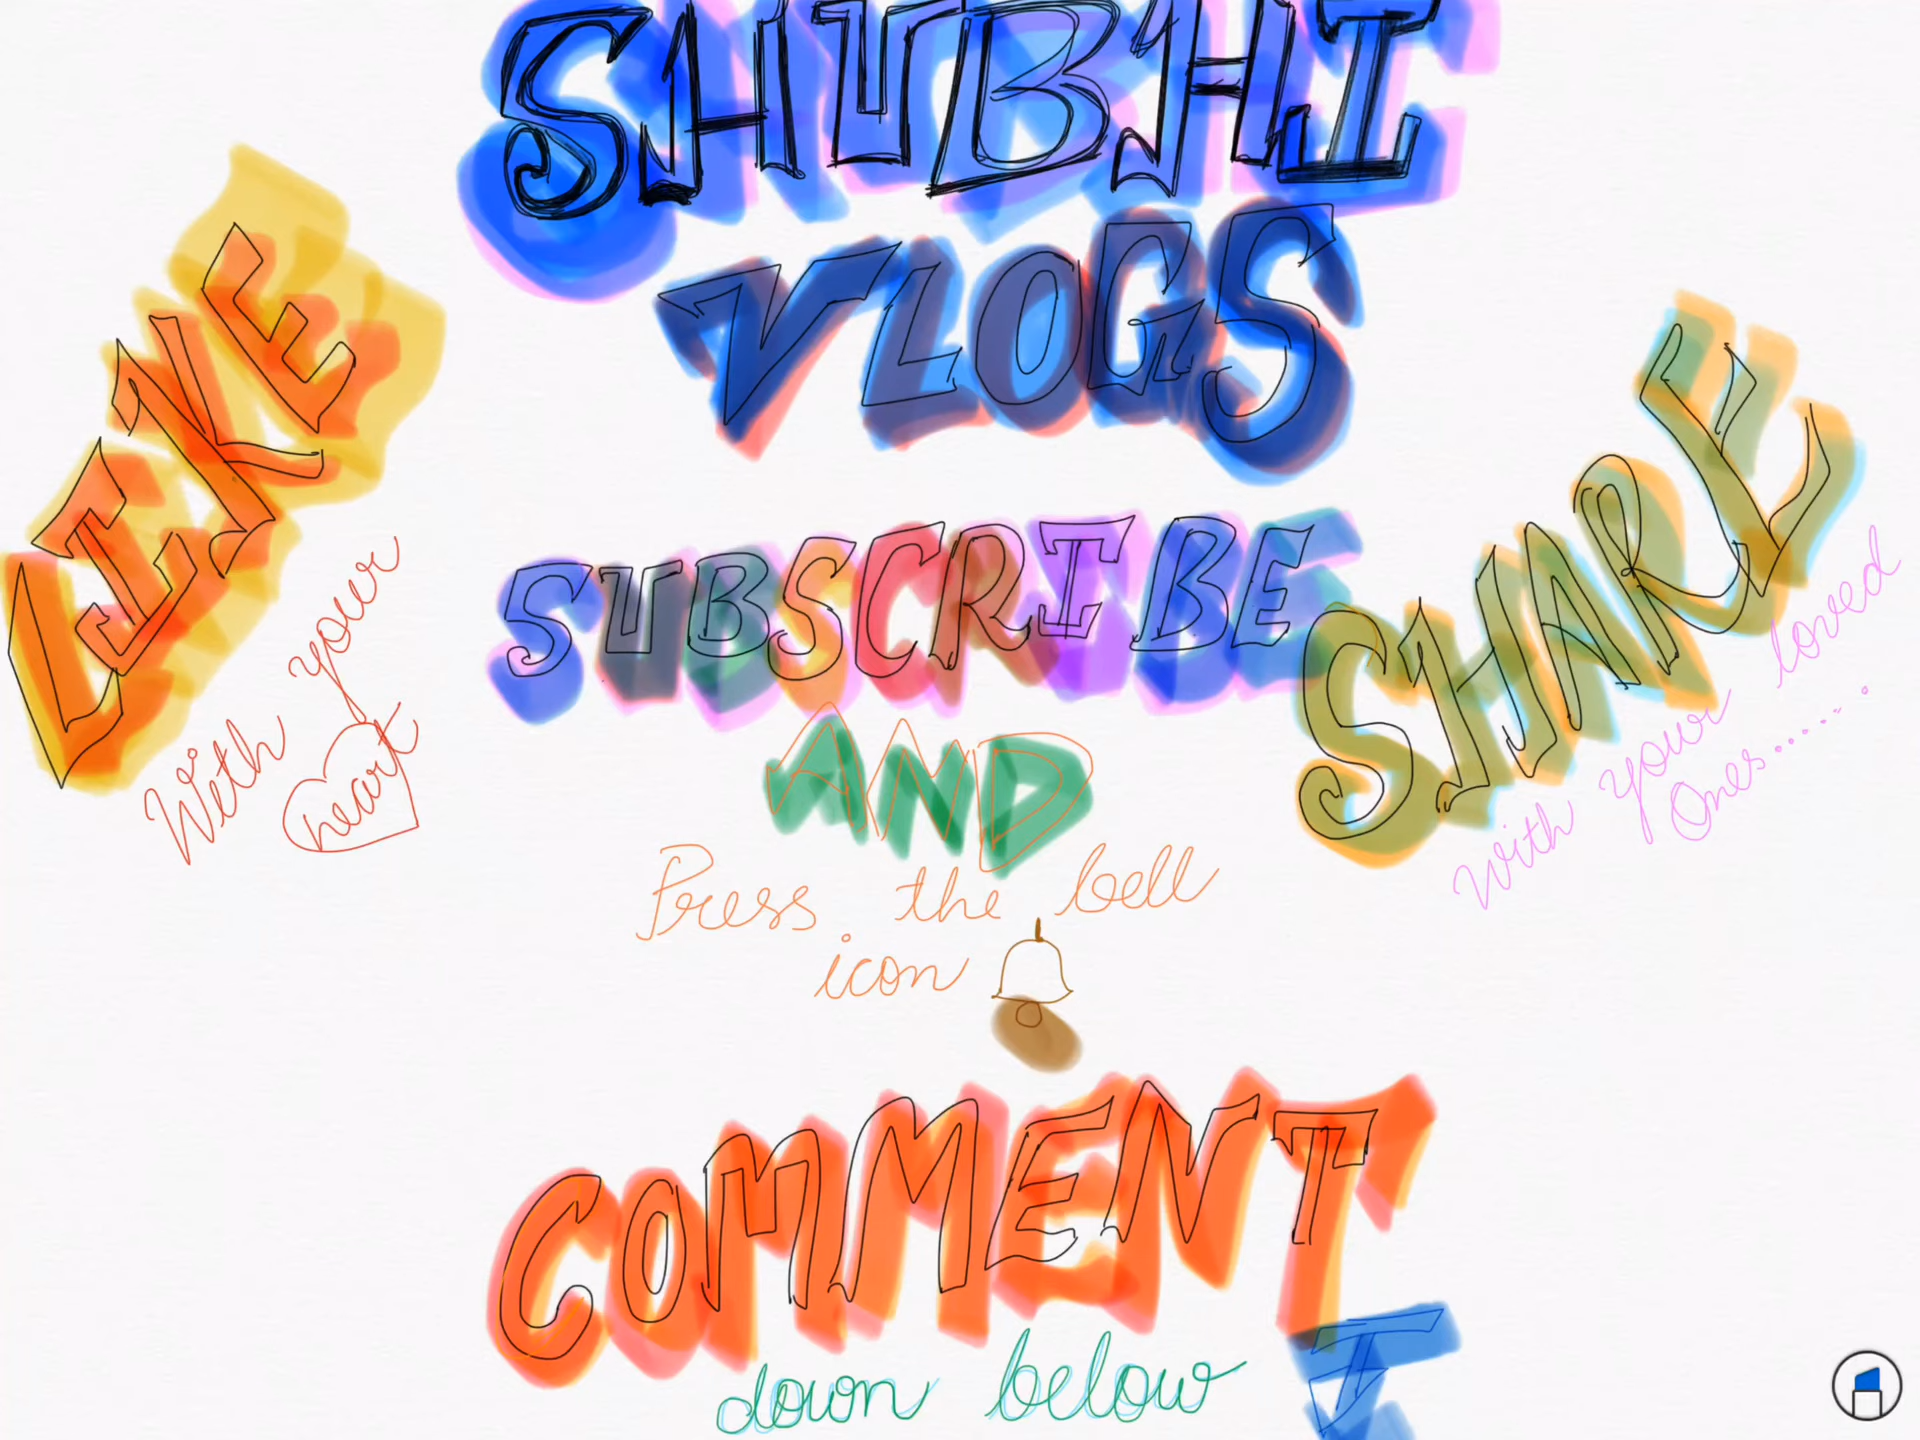 SHUBHI
VLOGS
LIKE
With your
heart
SUBSCRIBE
AND
Press the bell
icon
SHARE
With your loved
Ones.........
COMMENT
down below